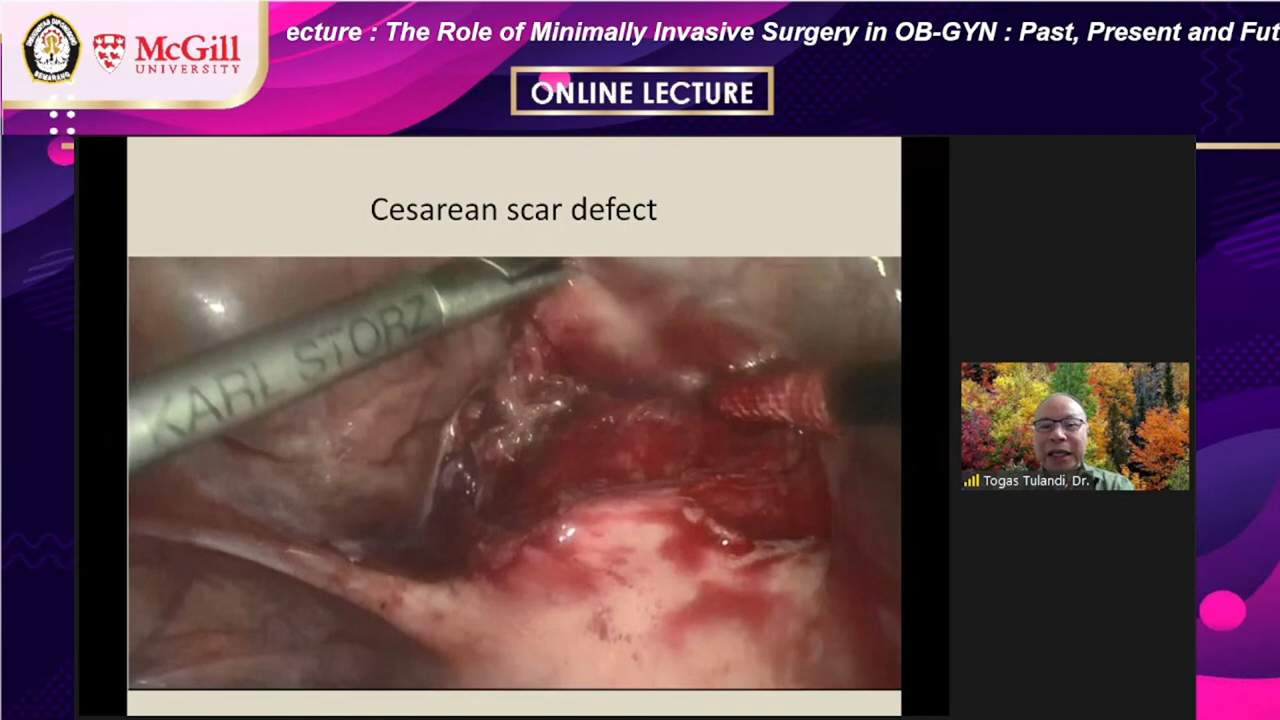 McGill
UNIVERSITY
ecture : The Role of Minimally Invasive Surgery in OB-GYN : Past, Present and Fut
ONLINE LECTURE
Cesarean scar defect
KARL STORZ
Togas Tulandi, Dr.